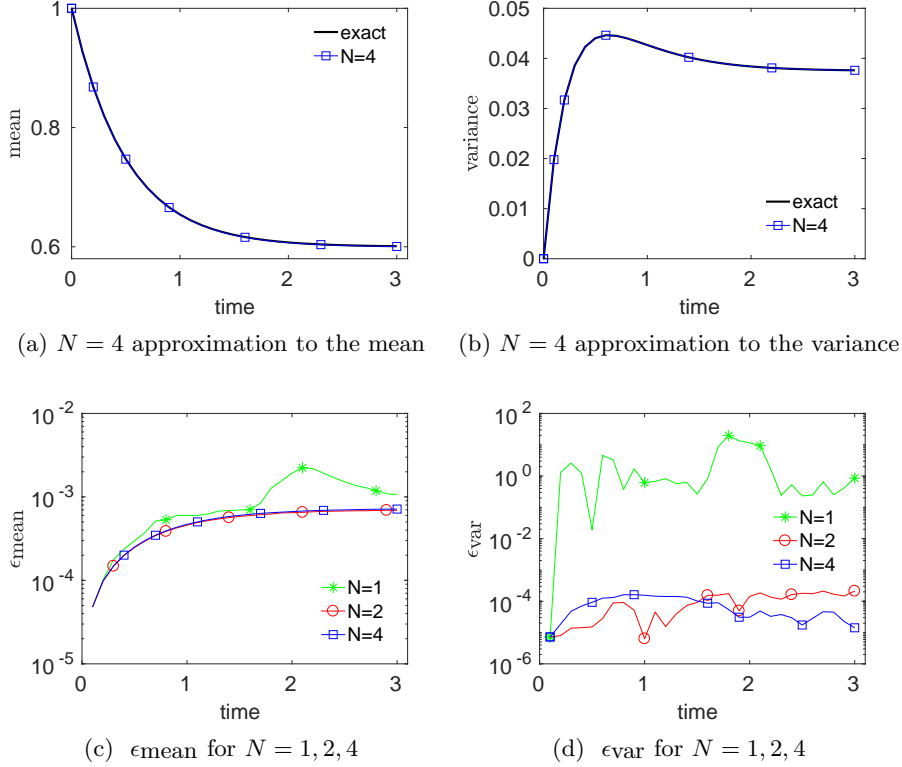 1
0.8
0.6
mean
0
1
2
3
time
exact
N=4
0.05
0.04
0.03
0.02
0.01
0
variance
0
1
2
3
time
exact
N=4
(a) N = 4 approximation to the mean
(b) N = 4 approximation to the variance
10^-2
10^-3
10^-4
10^-5
ϵmean
0
1
2
3
time
N=1
N=2
N=4
10^2
10^0
10^-2
10^-4
10^-6
ϵvar
0
1
2
3
time
N=1
N=2
N=4
(c) ϵmean for N = 1, 2, 4
(d) ϵvar for N = 1, 2, 4